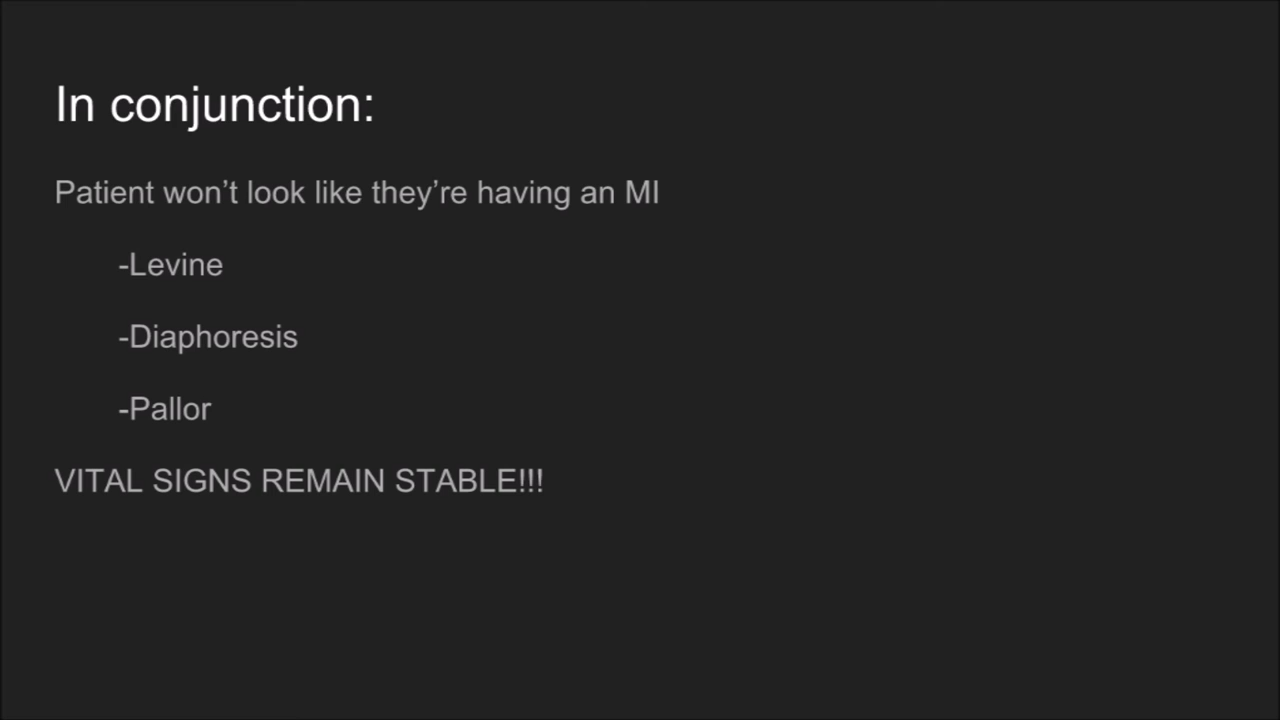 In conjunction:
Patient won’t look like they’re having an MI
-Levine
-Diaphoresis
-Pallor
VITAL SIGNS REMAIN STABLE!!!